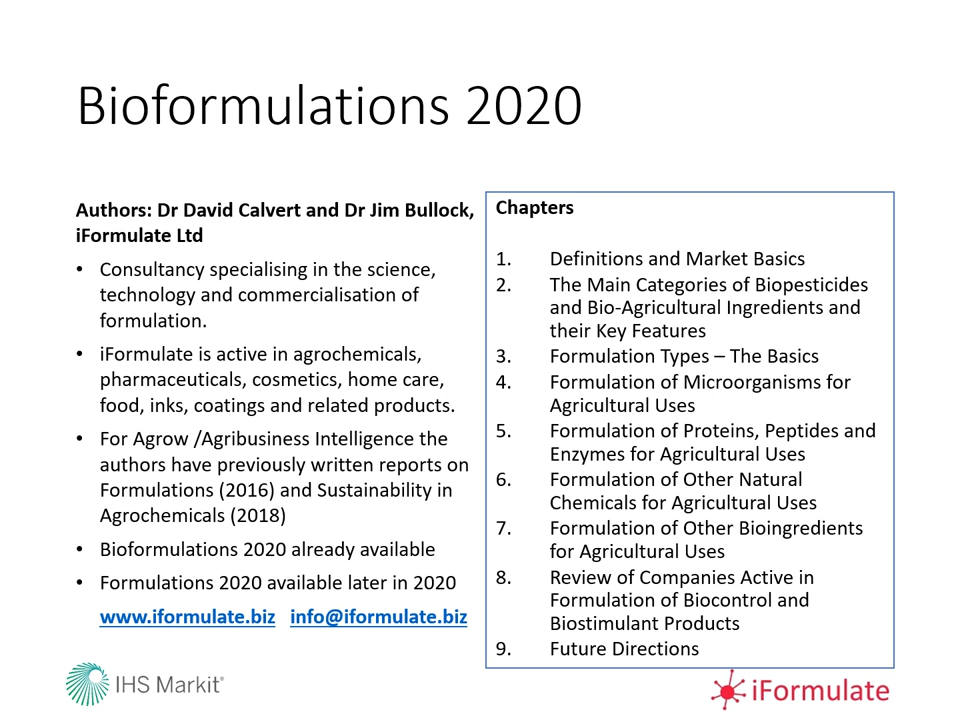 Bioformulations 2020
Authors: Dr David Calvert and Dr Jim Bullock,
iFormulate Ltd
• Consultancy specialising in the science,
technology and commercialisation of
formulation.
• iFormulate is active in agrochemicals,
pharmaceuticals, cosmetics, home care,
food, inks, coatings and related products.
• For Agrow /Agribusiness Intelligence the
authors have previously written reports on
Formulations (2016) and Sustainability in
Agrochemicals (2018)
• Bioformulations 2020 already available
• Formulations 2020 available later in 2020
www.iformulate.biz info@iformulate.biz
Chapters
1. Definitions and Market Basics
2. The Main Categories of Biopesticides
and Bio-Agricultural Ingredients and
their Key Features
3. Formulation Types – The Basics
4. Formulation of Microorganisms for
Agricultural Uses
5. Formulation of Proteins, Peptides and
Enzymes for Agricultural Uses
6. Formulation of Other Natural
Chemicals for Agricultural Uses
7. Formulation of Other Bioingredients
for Agricultural Uses
8. Review of Companies Active in
Formulation of Biocontrol and
Biostimulant Products
9. Future Directions
IHS Markit®
iFormulate